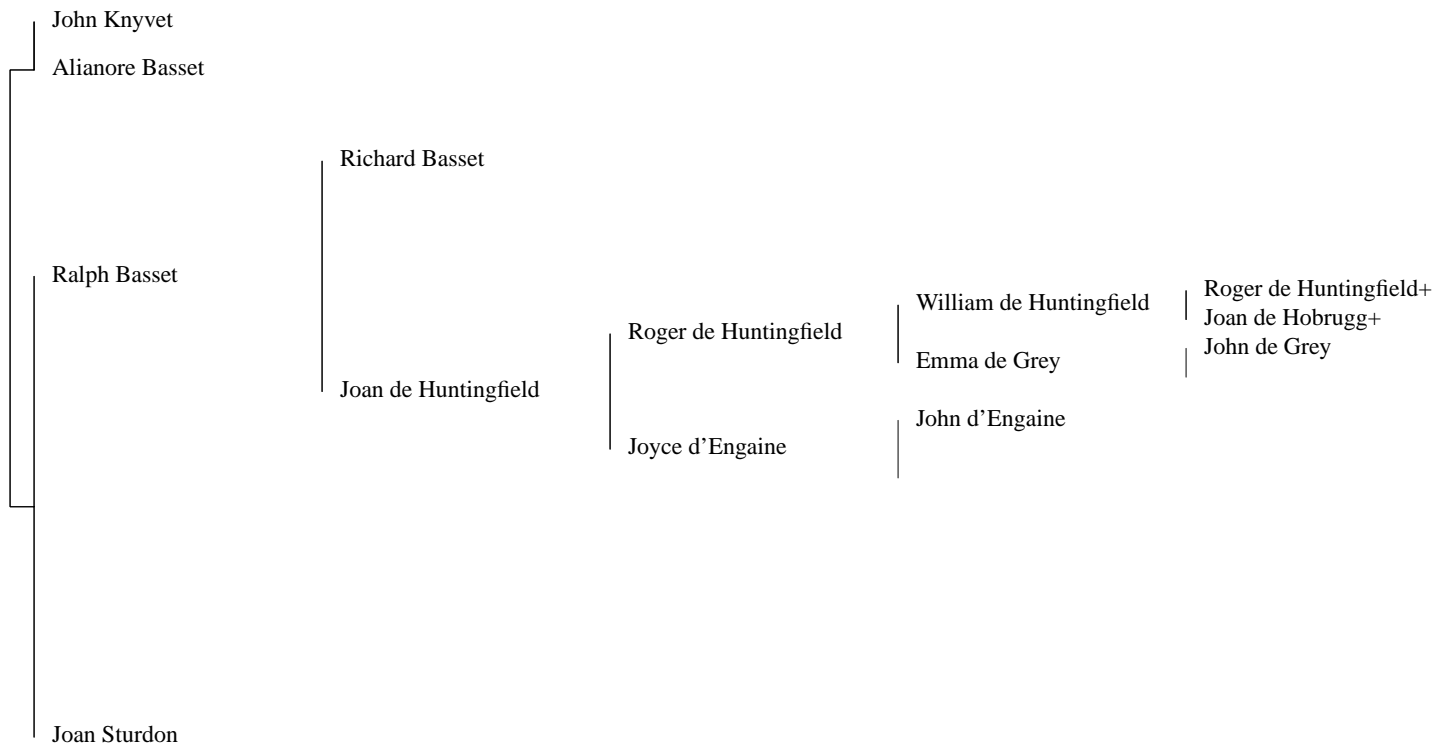 John Knyvet
Alianore Basset
Richard Basset
Ralph Basset
Roger de Huntingfield+
William de Huntingfield
Joan de Hobrugg+
Roger de Huntingfield
John de Grey
Emma de Grey
Joan de Huntingfield
John d’Engaine
Joyce d’Engaine
Joan Sturdon